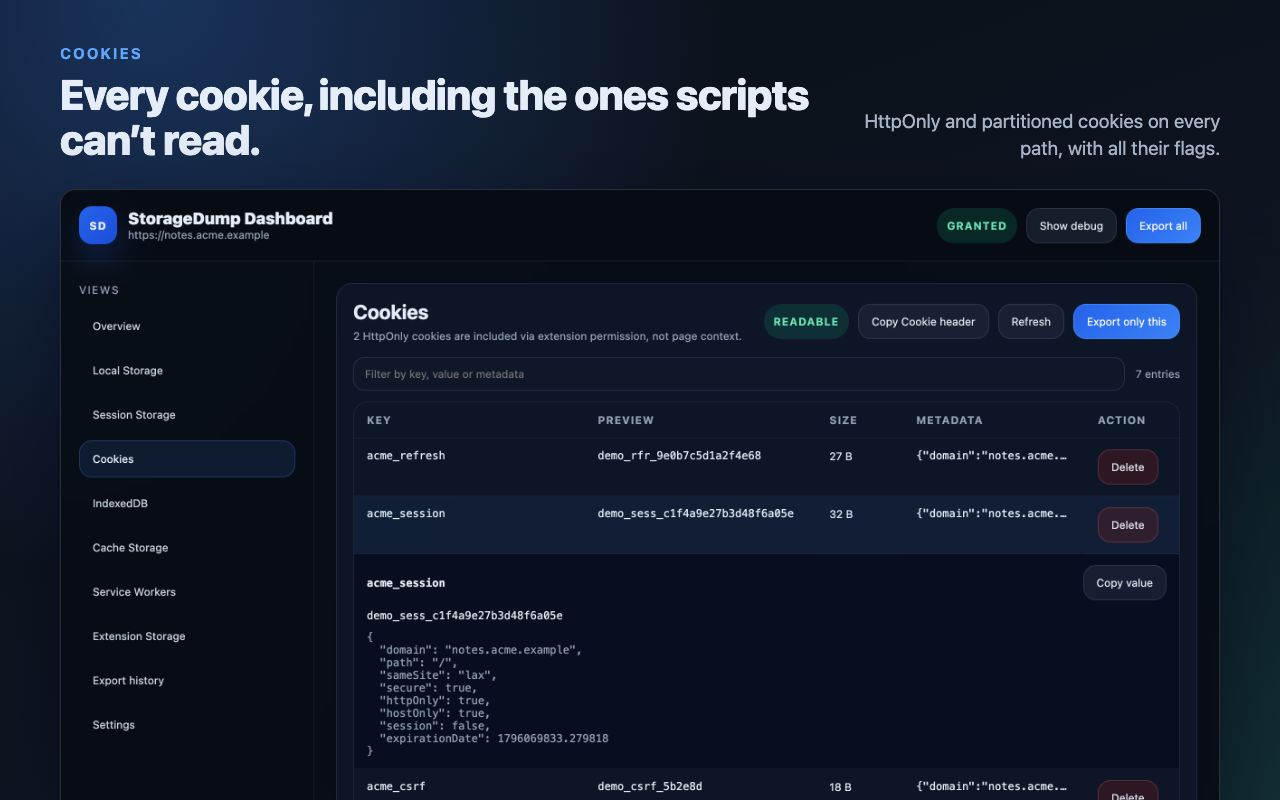 COOKIES
Every cookie, including the ones scripts
can't read.
HttpOnly and partitioned cookies on every
path, with all their flags.
SD
StorageDump Dashboard
https://notes.acme.example
GRANTED
Show debug
Export all
VIEWS
Overview
Local Storage
Session Storage
Cookies
IndexedDB
Cache Storage
Service Workers
Extension Storage
Export history
Settings
Cookies
2 HttpOnly cookies are included via extension permission, not page context.
READABLE
Copy Cookie header
Refresh
Export only this
Filter by key, value or metadata
7 entries
KEY PREVIEW SIZE METADATA ACTION
acme_refresh demo_rfr_9e0b7c5d1a2f4e68 27 B {"domain":"notes.acme.… Delete
acme_session demo_sess_c1f4a9e27b3d48f6a05e 32 B {"domain":"notes.acme.… Delete
acme_session
Copy value
demo_sess_c1f4a9e27b3d48f6a05e
{
"domain": "notes.acme.example",
"path": "/",
"sameSite": "lax",
"secure": true,
"httpOnly": true,
"hostOnly": true,
"session": false,
"expirationDate": 1796069833.279818
}
acme_csrf demo_csrf_5b2e8d 18 B {"domain":"notes.acme.… Delete